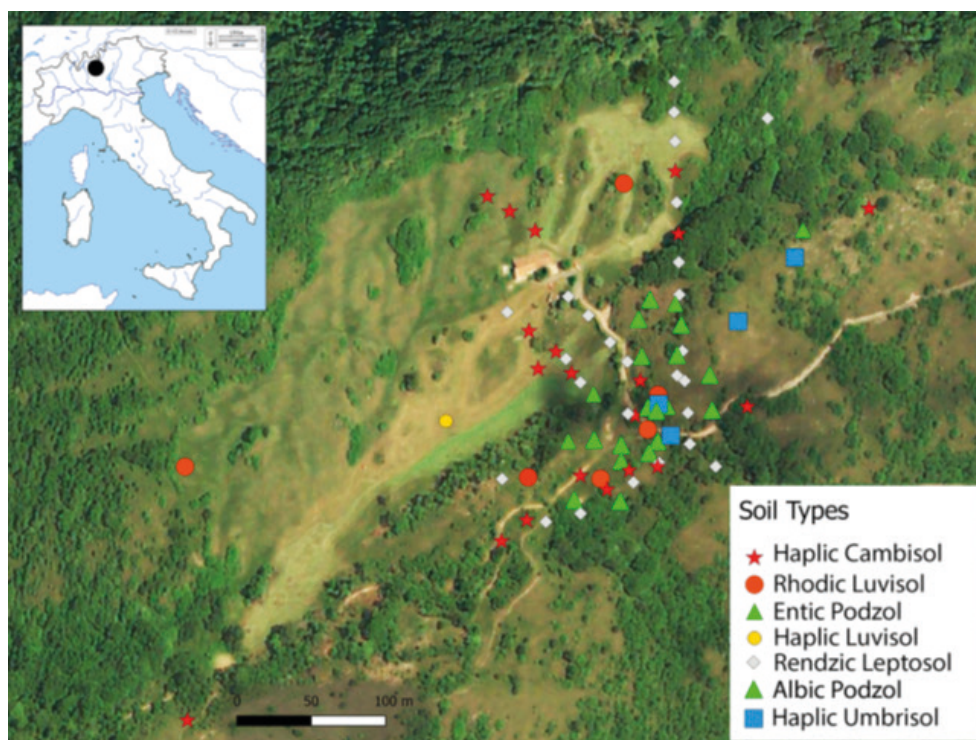 Soil Types
Haplic Cambisol
Rhodic Luvisol
Entic Podzol
Haplic Luvisol
Rendzic Leptosol
Albic Podzol
Haplic Umbrisol
0 50 100 m